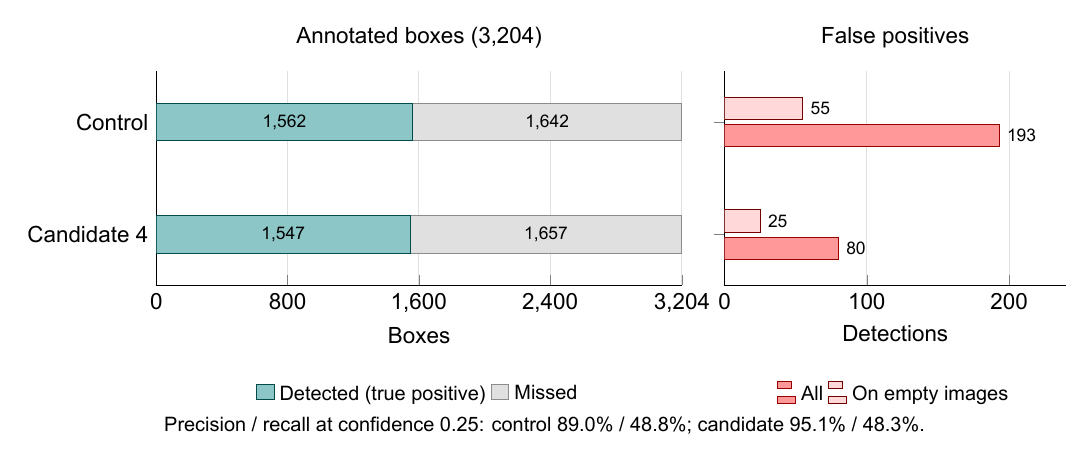 Annotated boxes (3,204)
False positives
Control
1,562
1,642
55
193
Candidate 4
1,547
1,657
25
80
0 800 1,600 2,400 3,204
0 100 200
Boxes
Detections
Detected (true positive) Missed
All On empty images
Precision / recall at confidence 0.25: control 89.0% / 48.8%; candidate 95.1% / 48.3%.